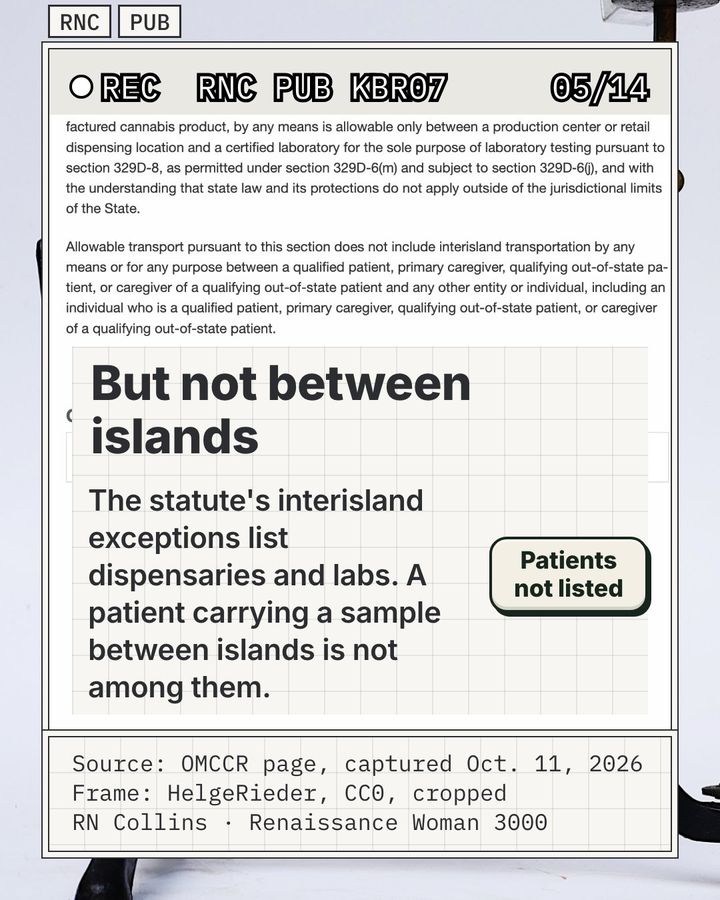 RNC PUB
REC RNC PUB KBR07 05/14
factured cannabis product, by any means is allowable only between a production center or retail
dispensing location and a certified laboratory for the sole purpose of laboratory testing pursuant to
section 329D-8, as permitted under section 329D-6(m) and subject to section 329D-6(j), and with
the understanding that state law and its protections do not apply outside of the jurisdictional limits
of the State.
Allowable transport pursuant to this section does not include interisland transportation by any
means or for any purpose between a qualified patient, primary caregiver, qualifying out-of-state pa-
tient, or caregiver of a qualifying out-of-state patient and any other entity or individual, including an
individual who is a qualified patient, primary caregiver, qualifying out-of-state patient, or caregiver
of a qualifying out-of-state patient.
But not between
islands
The statute's interisland
exceptions list
dispensaries and labs. A
patient carrying a sample
between islands is not
among them.
Patients
not listed
Source: OMCCR page, captured Oct. 11, 2026
Frame: HelgeRieder, CC0, cropped
RN Collins · Renaissance Woman 3000